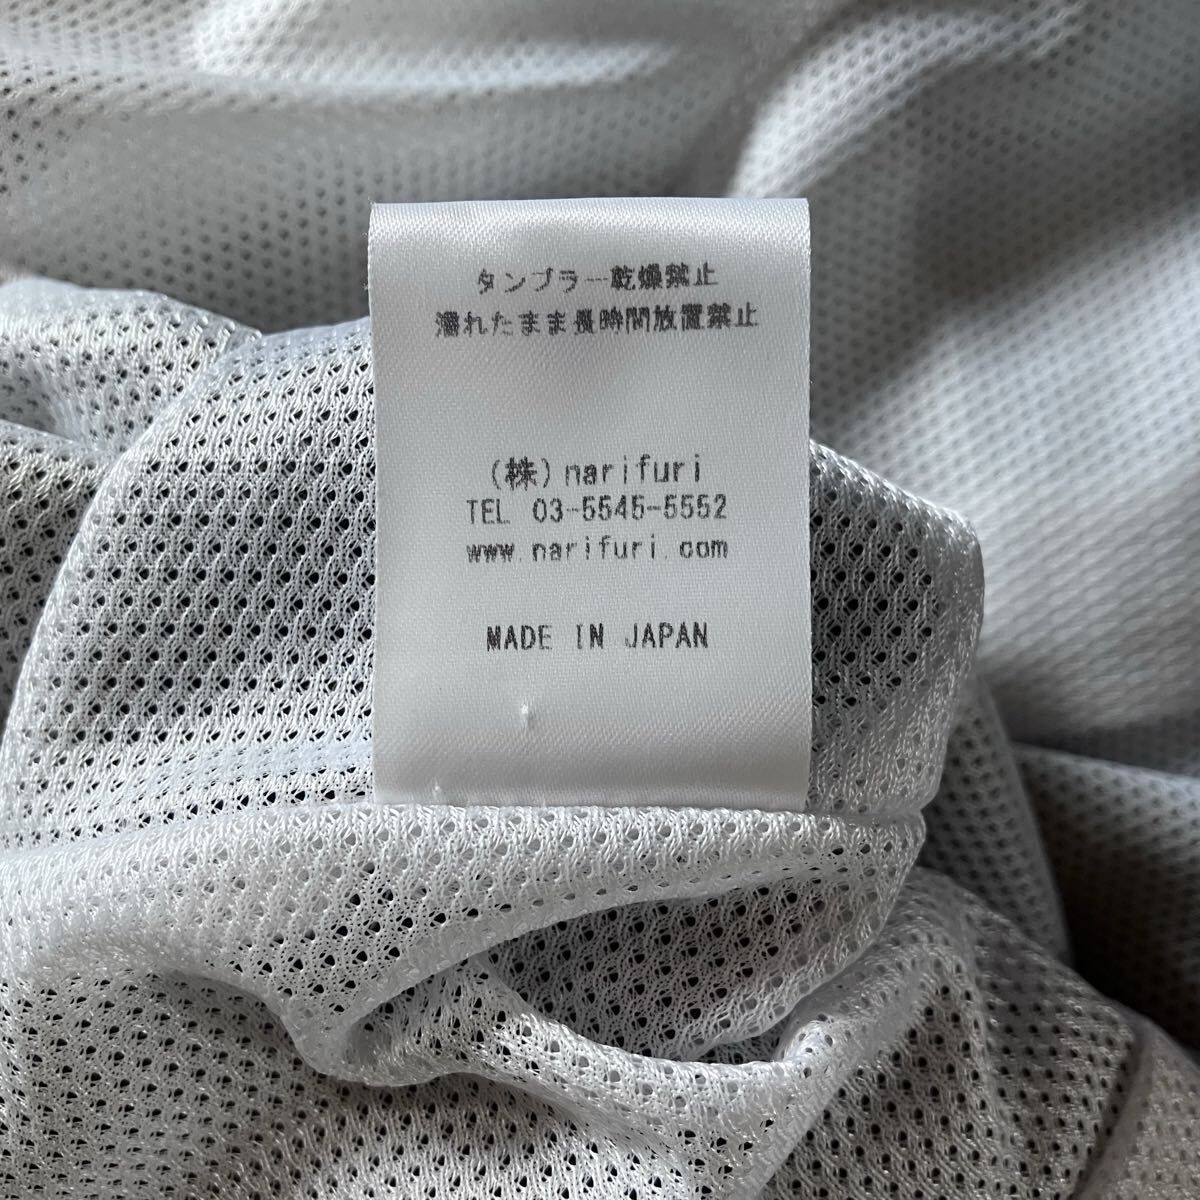 タンブラー乾燥禁止
濡れたまま長時間放置禁止
(株)narifuri
TEL 03-5545-5552
www.narifuri.com
MADE IN JAPAN